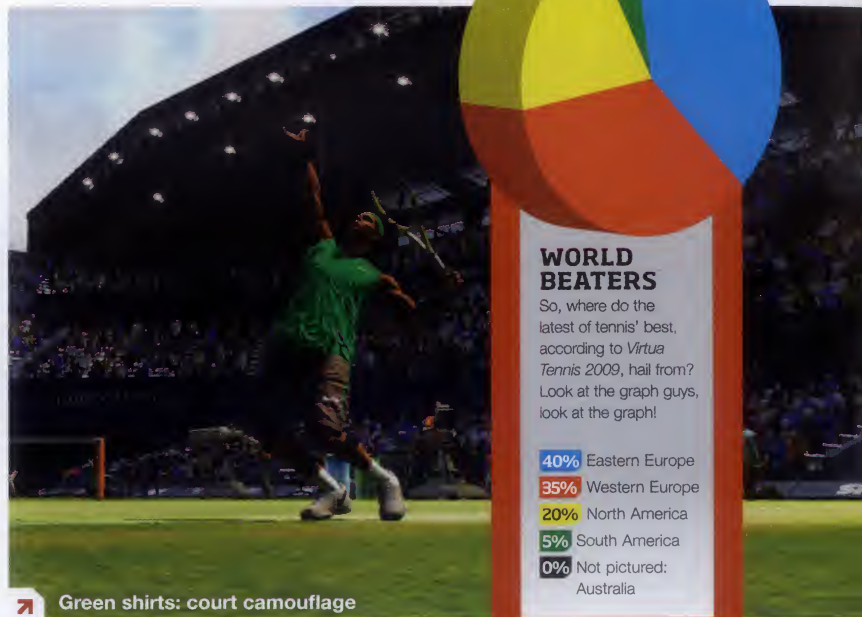 WORLD
BEATERS
So, where do the
latest of tennis' best,
according to Virtua
Tennis 2009, hail from?
Look at the graph guys,
look at the graph!
40% Eastern Europe
35% Western Europe
20% North America
5% South America
0% Not pictured:
Australia
Green shirts: court camouflage